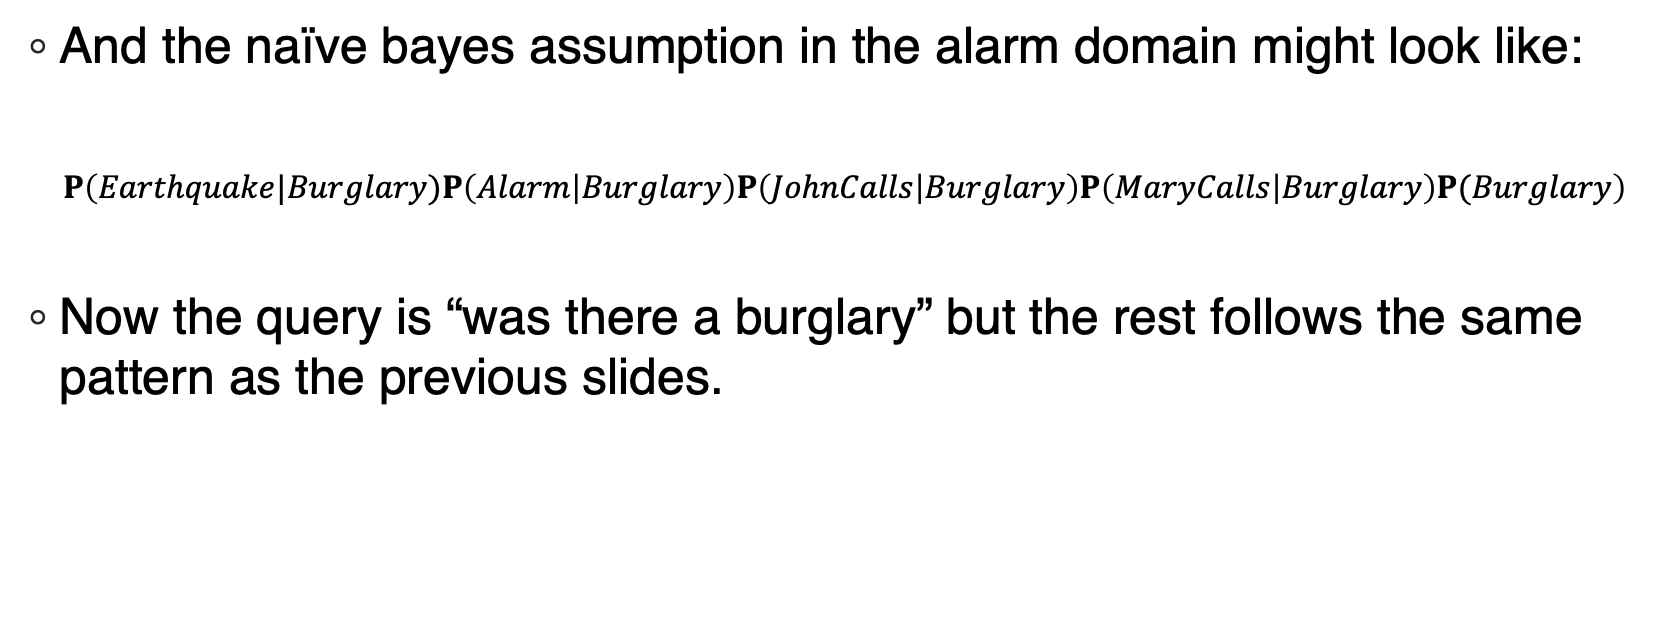 ◦ And the naïve bayes assumption in the alarm domain might look like:
𝐏(𝐸𝑎𝑟𝑡ℎ𝑞𝑢𝑎𝑘𝑒|𝐵𝑢𝑟𝑔𝑙𝑎𝑟𝑦)𝐏(𝐴𝑙𝑎𝑟𝑚|𝐵𝑢𝑟𝑔𝑙𝑎𝑟𝑦)𝐏(𝐽𝑜ℎ𝑛𝐶𝑎𝑙𝑙𝑠|𝐵𝑢𝑟𝑔𝑙𝑎𝑟𝑦)𝐏(𝑀𝑎𝑟𝑦𝐶𝑎𝑙𝑙𝑠|𝐵𝑢𝑟𝑔𝑙𝑎𝑟𝑦)𝐏(𝐵𝑢𝑟𝑔𝑙𝑎𝑟𝑦)
◦ Now the query is “was there a burglary” but the rest follows the same
pattern as the previous slides.